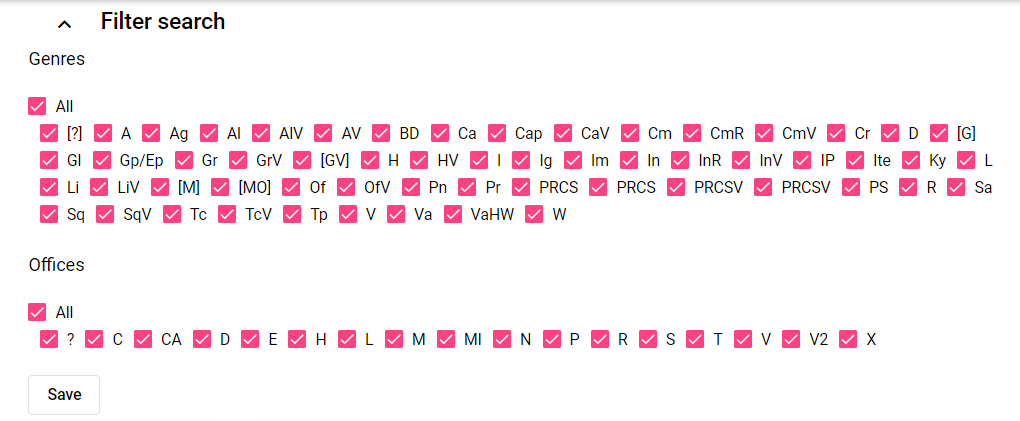 Filter search
Genres
All
[?] A Ag Al AlV AV BD Ca Cap CaV Cm CmR CmV Cr D [G]
Gl Gp/Ep Gr GrV [GV] H HV I Ig Im In InR InV IP Ite Ky L
Li LiV [M] [MO] Of OfV Pn Pr PRCS PRCS PRCSV PRCSV PS R Sa
Sq SqV Tc TcV Tp V Va VaHW W
Offices
All
? C CA D E H L M MI N P R S T V V2 X
Save